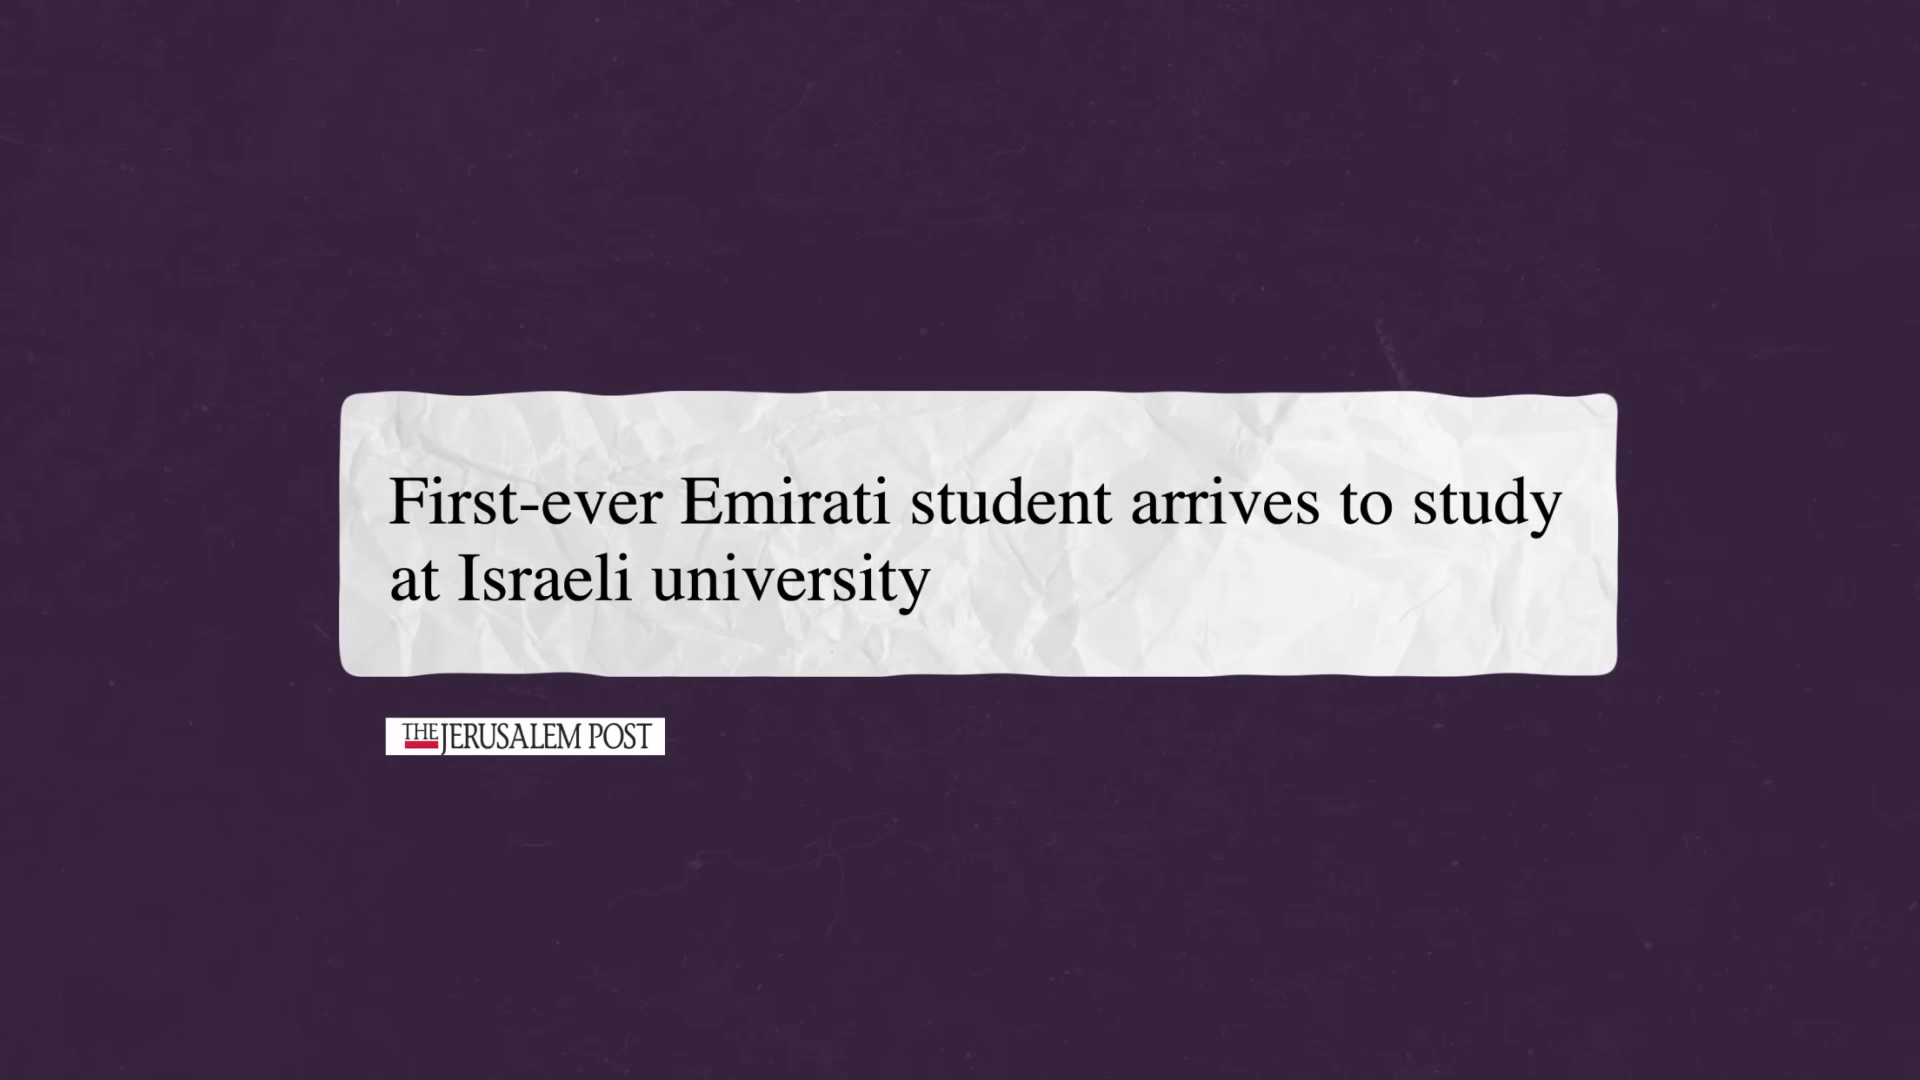 First-ever Emirati student arrives to study
at Israeli university
THE JERUSALEM POST